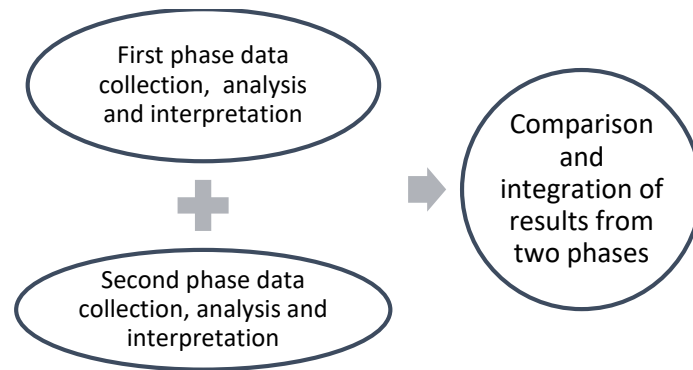 First phase data
collection, analysis
and interpretation
Second phase data
collection, analysis and
interpretation
Comparison
and
integration of
results from
two phases